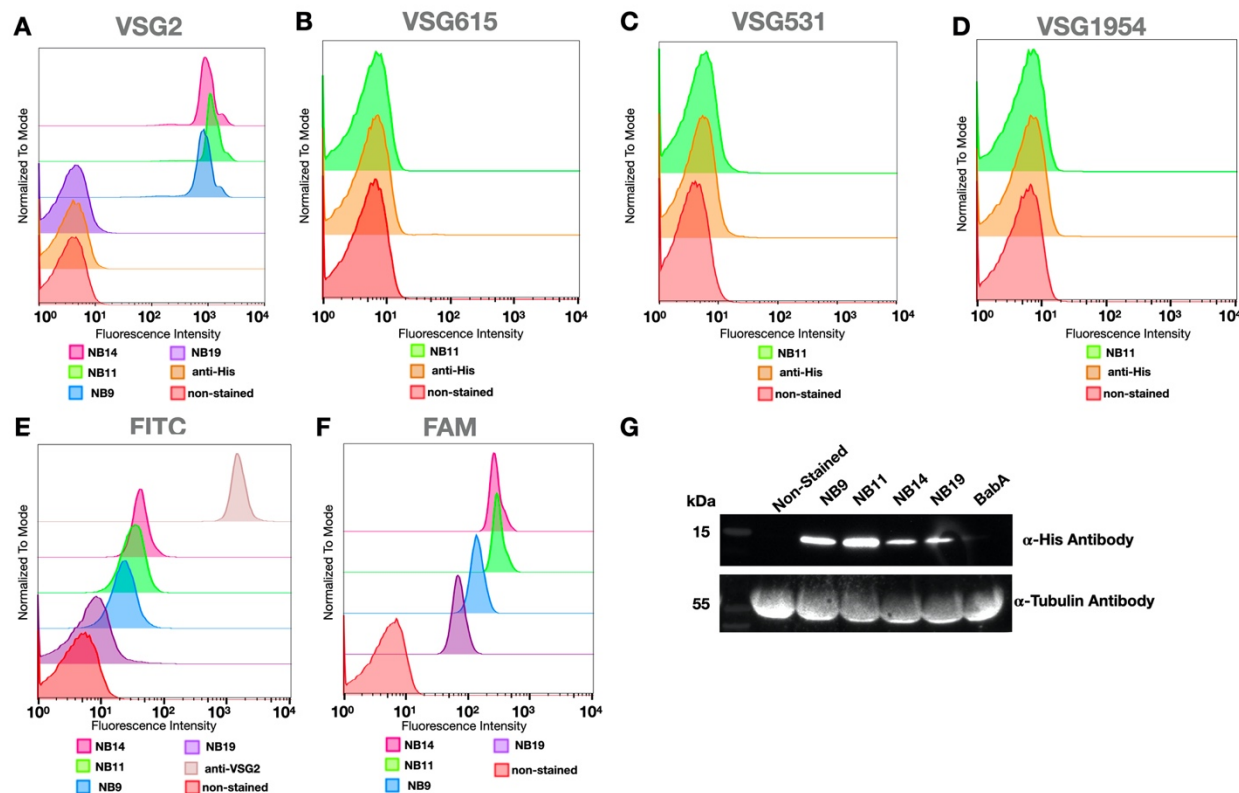 A
VSG2
Normalized To Mode
10⁰ 10¹ 10² 10³ 10⁴
Fluorescence Intensity
NB14
NB11
NB9
NB19
anti-His
non-stained
B
VSG615
Normalized To Mode
10⁰ 10¹ 10² 10³ 10⁴
Fluorescence Intensity
NB11
anti-His
non-stained
C
VSG531
Normalized To Mode
10⁰ 10¹ 10² 10³ 10⁴
Fluorescence Intensity
NB11
anti-His
non-stained
D
VSG1954
Normalized To Mode
10⁰ 10¹ 10² 10³ 10⁴
Fluorescence Intensity
NB11
anti-His
non-stained
E
FITC
Normalized To Mode
10⁰ 10¹ 10² 10³ 10⁴
Fluorescence Intensity
NB14
NB11
NB9
NB19
anti-VSG2
non-stained
F
FAM
Normalized To Mode
10⁰ 10¹ 10² 10³ 10⁴
Fluorescence Intensity
NB14
NB11
NB9
NB19
non-stained
G
kDa
Non-Stained
NB9
NB11
NB14
NB19
BabA
15
α-His Antibody
55
α-Tubulin Antibody